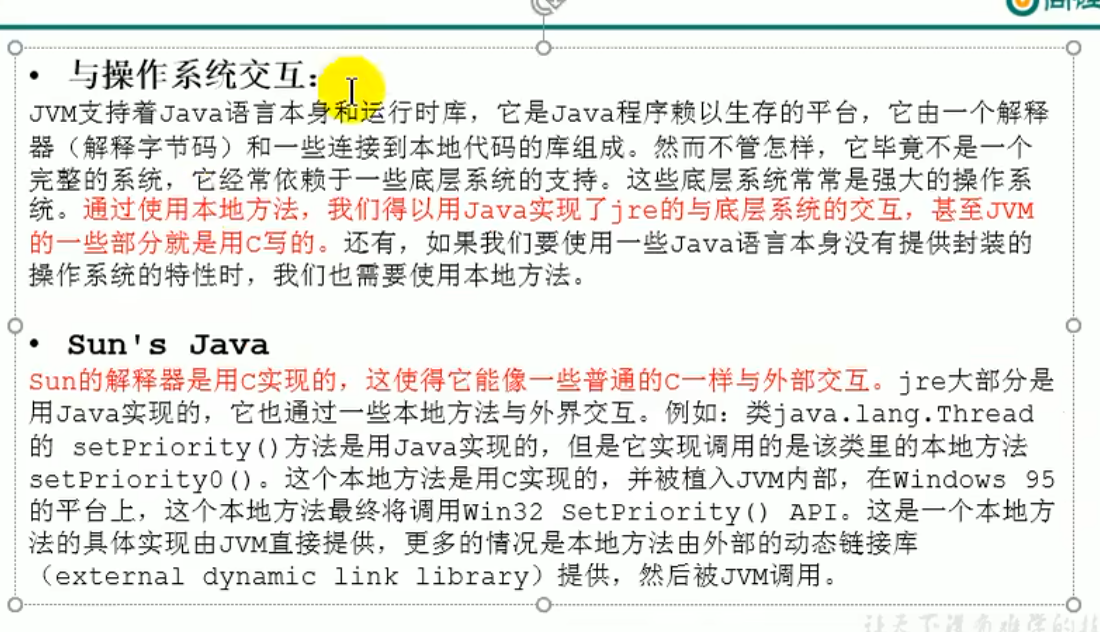 • 与操作系统交互：
JVM支持着Java语言本身和运行时库，它是Java程序赖以生存的平台，它由一个解释
器（解释字节码）和一些连接到本地代码的库组成。然而不管怎样，它毕竟不是一个
完整的系统，它经常依赖于一些底层系统的支持。这些底层系统常常是强大的操作系
统。通过使用本地方法，我们得以用Java实现了jre的与底层系统的交互，甚至JVM
的一些部分就是用C写的。还有，如果我们要使用一些Java语言本身没有提供封装的
操作系统的特性时，我们也需要使用本地方法。
• Sun's Java
Sun的解释器是用C实现的，这使得它能像一些普通的C一样与外部交互。jre大部分是
用Java实现的，它也通过一些本地方法与外界交互。例如：类java.lang.Thread
的 setPriority()方法是用Java实现的，但是它实现调用的是该类里的本地方法
setPriority0()。这个本地方法是用C实现的，并被植入JVM内部，在Windows 95
的平台上，这个本地方法最终将调用Win32 SetPriority() API。这是一个本地方
法的具体实现由JVM直接提供，更多的情况是本地方法由外部的动态链接库
（external dynamic link library）提供，然后被JVM调用。